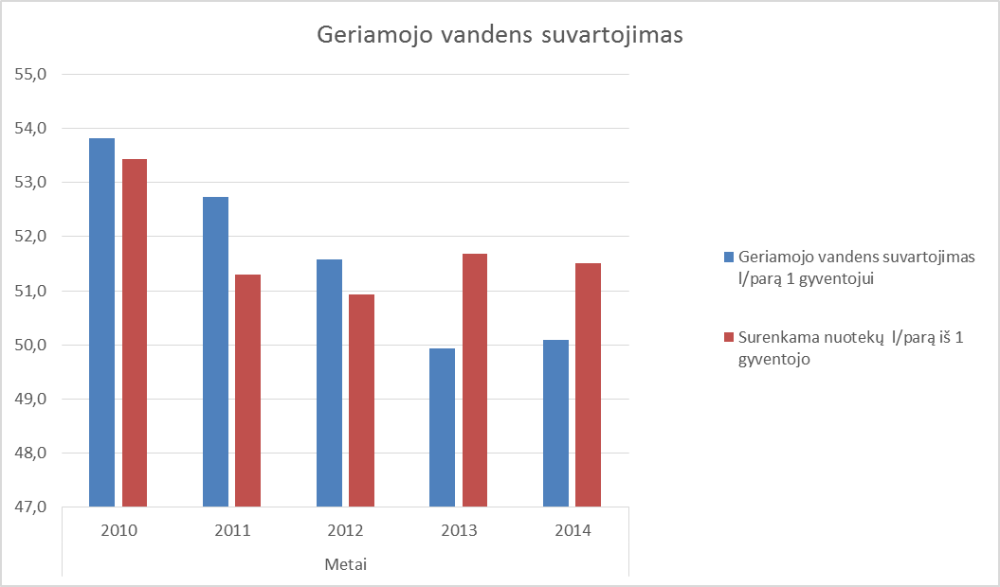 Geriamojo vandens suvartojimas
55,0
54,0
53,0
52,0
51,0
50,0
49,0
48,0
47,0
2010 2011 2012 2013 2014
Metai
Geriamojo vandens suvartojimas
l/parą 1 gyventojui
Surenkama nuotekų l/parą iš 1
gyventojo